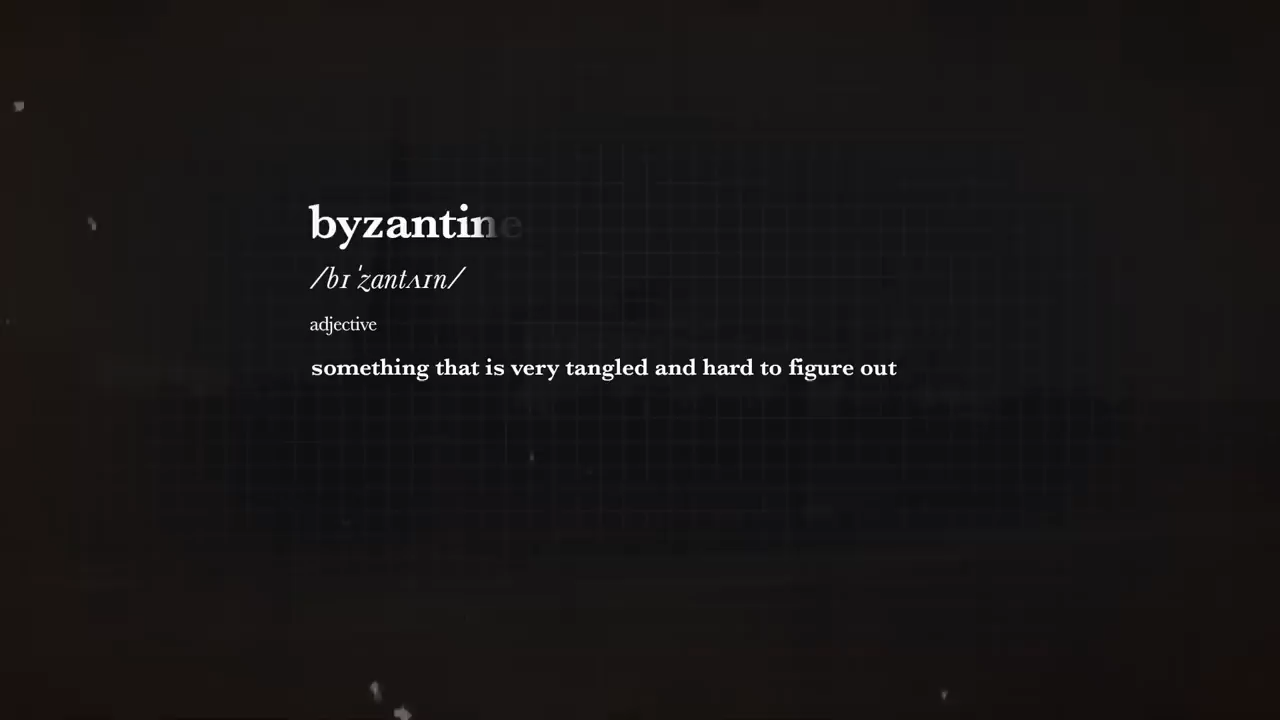 byzantine
/bɪˈzantʌɪn/
adjective
something that is very tangled and hard to figure out